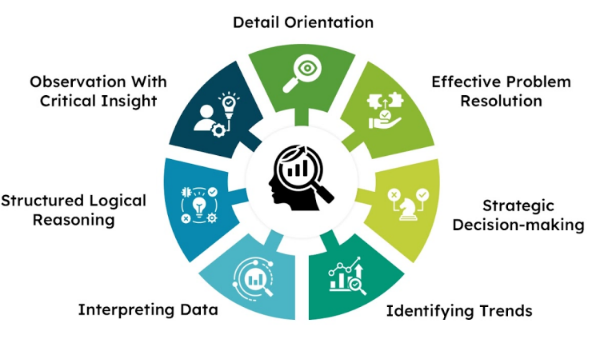 Detail Orientation
Observation With
Critical Insight
Effective Problem
Resolution
Structured Logical
Reasoning
Strategic
Decision-making
Interpreting Data
Identifying Trends